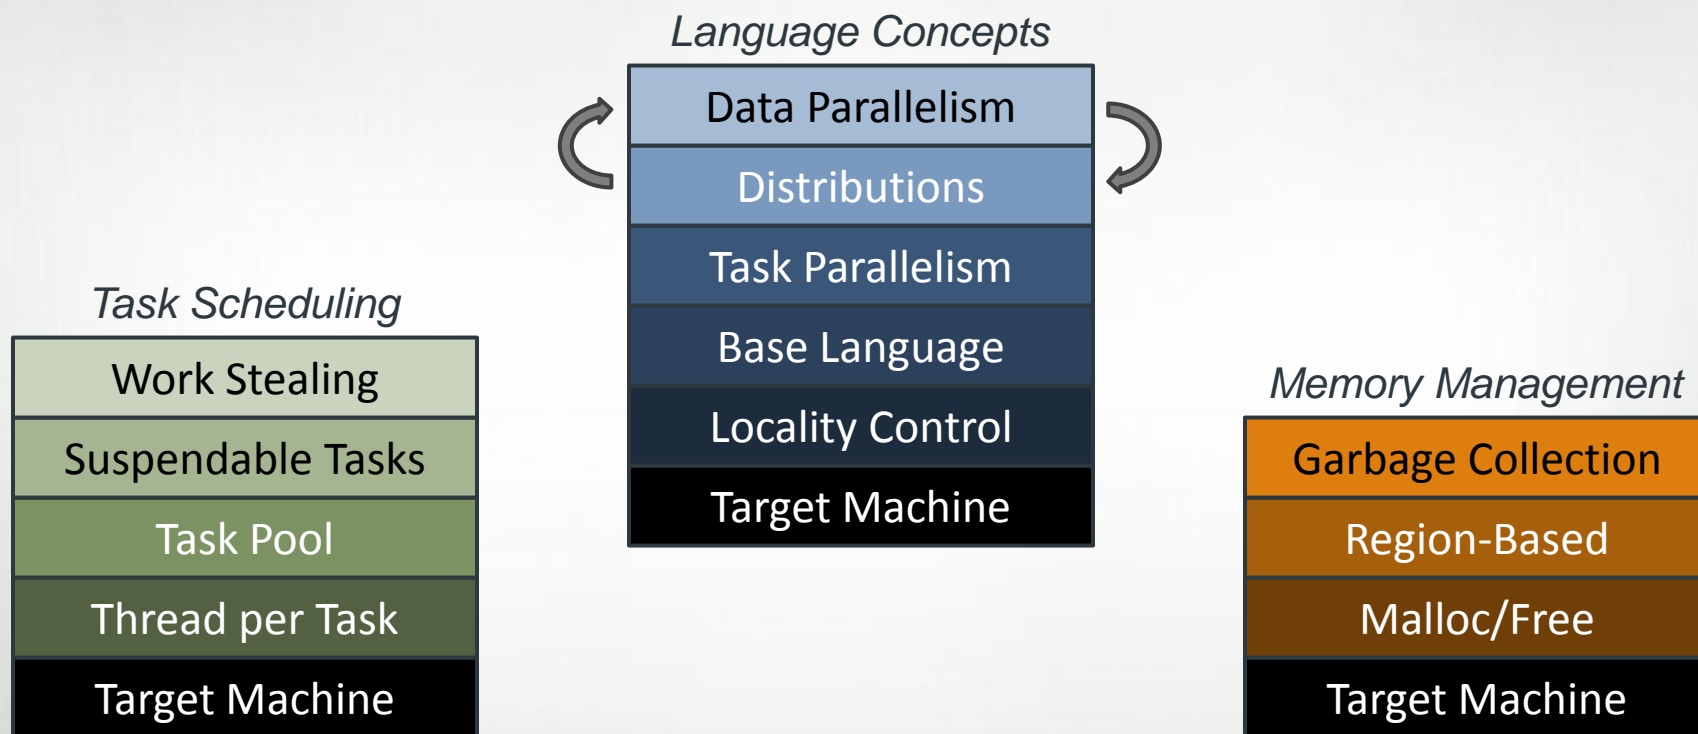 Language Concepts
Data Parallelism
Distributions
Task Parallelism
Base Language
Locality Control
Target Machine
Task Scheduling
Work Stealing
Suspendable Tasks
Task Pool
Thread per Task
Target Machine
Memory Management
Garbage Collection
Region-Based
Malloc/Free
Target Machine